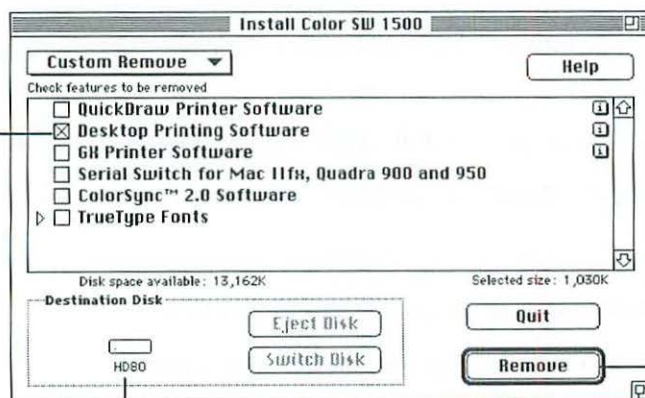 Install Color SW 1500
Custom Remove
Help
Check features to be removed
QuickDraw Printer Software
Desktop Printing Software
GX Printer Software
Serial Switch for Mac IIfx, Quadra 900 and 950
ColorSync™ 2.0 Software
TrueType Fonts
Disk space available: 13,162K
Selected size: 1,030K
Destination Disk
Eject Disk
Quit
HD80
Switch Disk
Remove